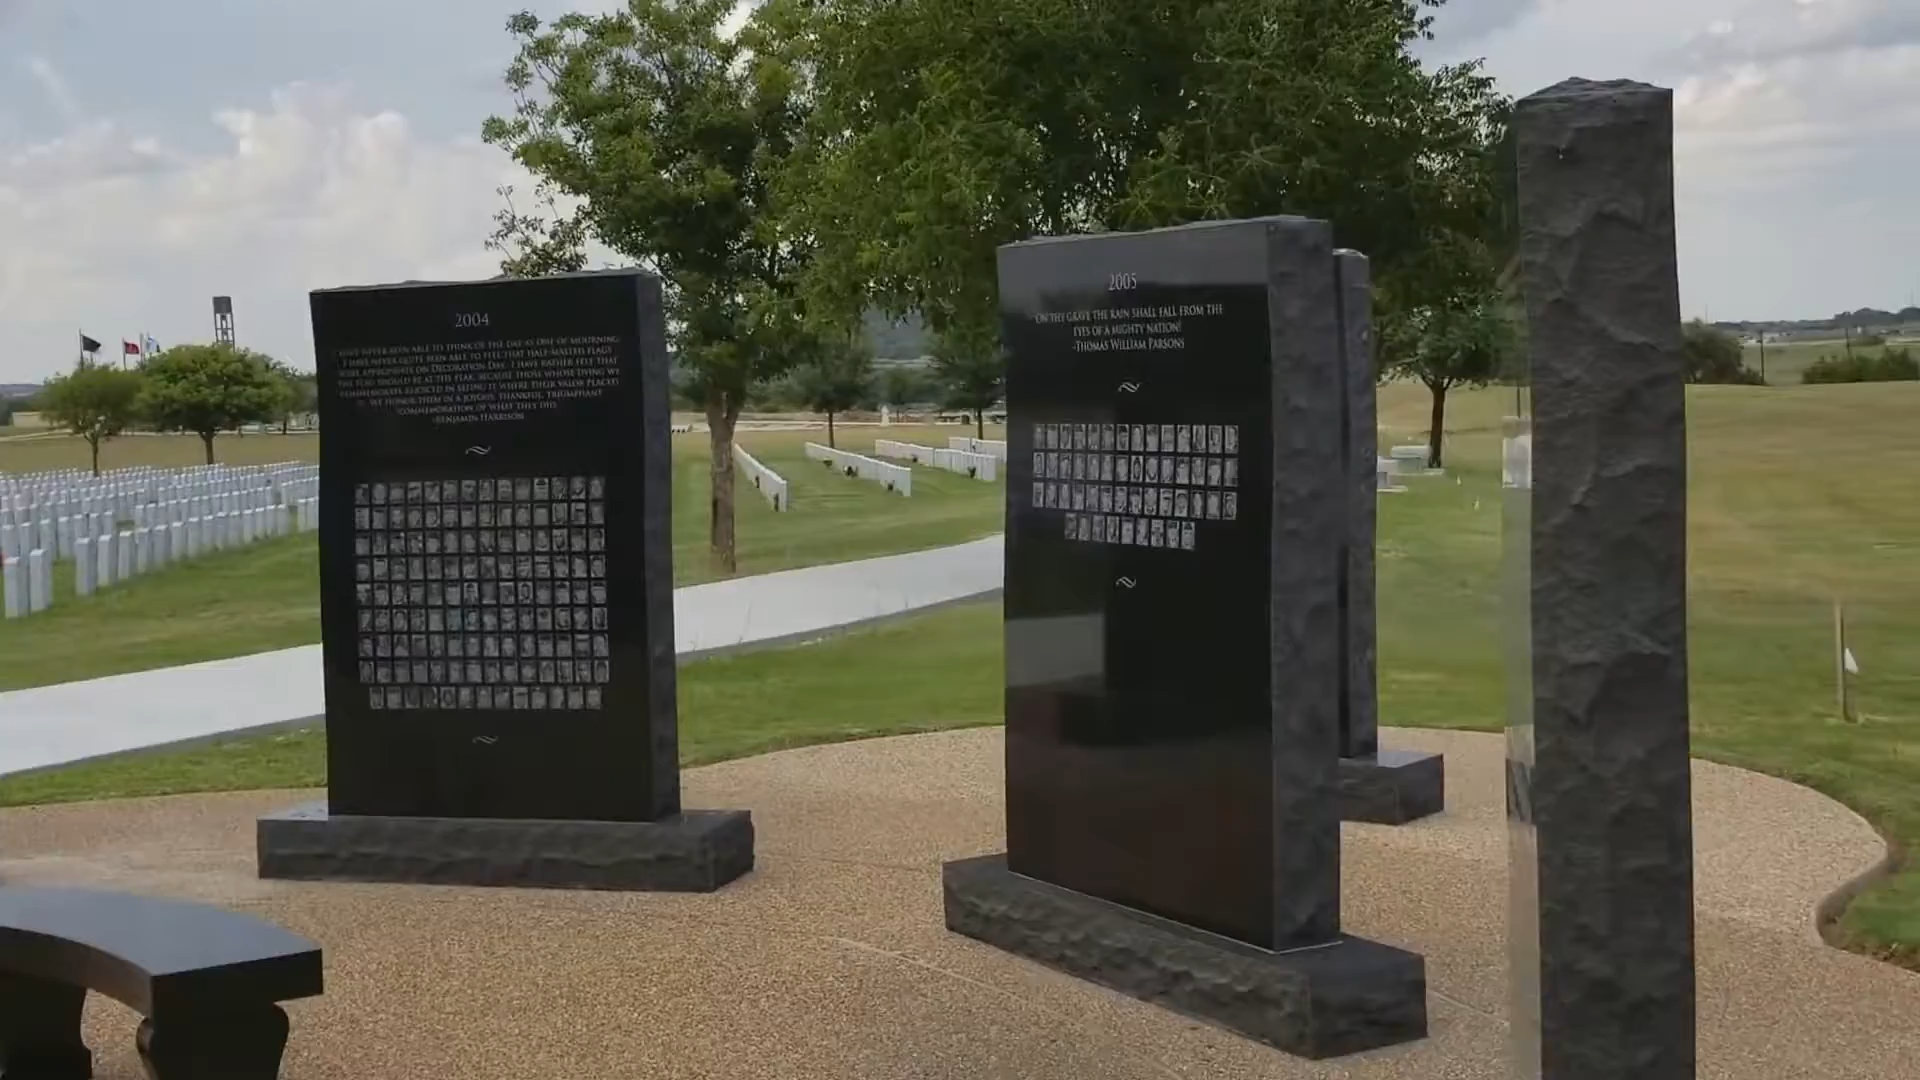 2004
I HAVE NEVER BEEN ABLE TO THINK OF THE DAY AS ONE OF MOURNING;
I HAVE NEVER QUITE BEEN ABLE TO FEEL THAT HALF-MASTED FLAGS
WERE APPROPRIATE ON DECORATION DAY. I HAVE RATHER FELT THAT
THE FLAG SHOULD BE AT THE PEAK, BECAUSE THOSE WHOSE DYING WE
COMMEMORATE REJOICED IN SEEING IT WHERE THEIR VALOR PLACED
IT. WE HONOR THEM IN A JOYOUS, THANKFUL, TRIUMPHANT
COMMEMORATION OF WHAT THEY DID.
-BENJAMIN HARRISON
2005
"ON THY GRAVE THE RAIN SHALL FALL FROM THE
EYES OF A MIGHTY NATION!"
-THOMAS WILLIAM PARSONS